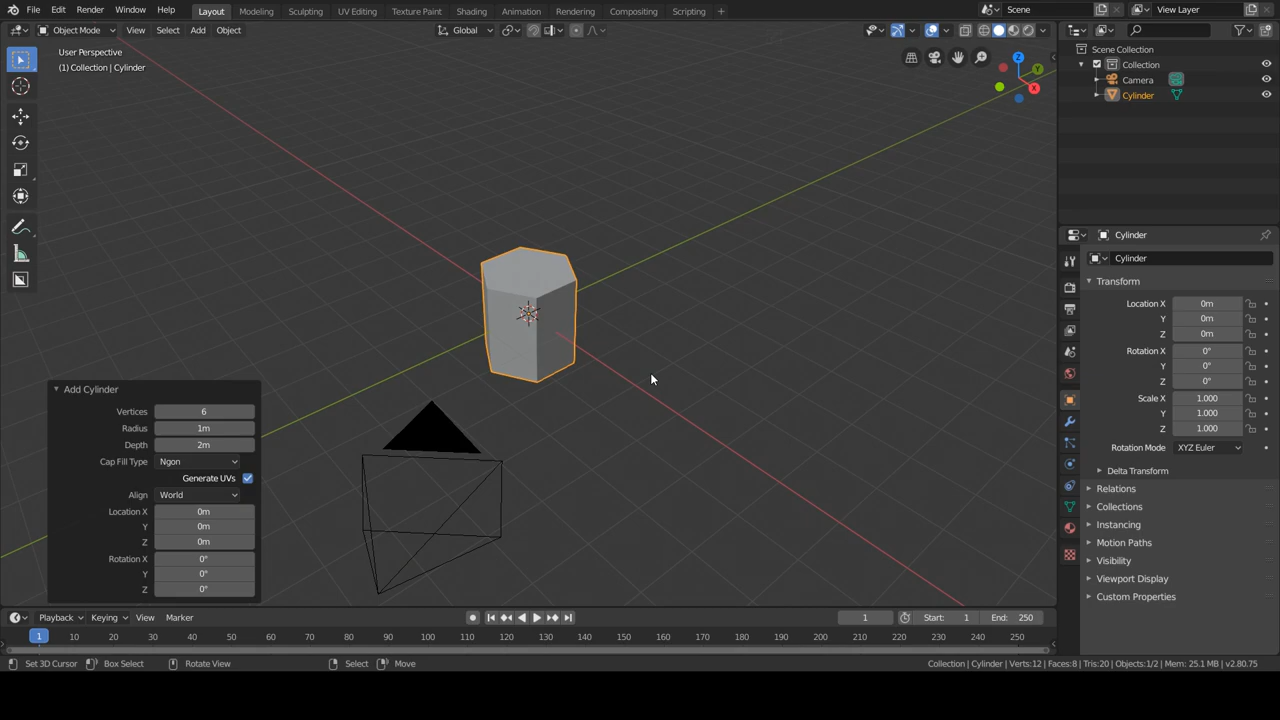 File Edit Render Window Help Layout Modeling Sculpting UV Editing Texture Paint Shading Animation Rendering Compositing Scripting + Scene View Layer
Object Mode View Select Add Object Global
User Perspective
(1) Collection | Cylinder
Z
Y
X
Scene Collection
Collection
Camera
Cylinder
Cylinder
Cylinder
Transform
Location X 0m
Y 0m
Z 0m
Rotation X 0°
Y 0°
Z 0°
Scale X 1.000
Y 1.000
Z 1.000
Rotation Mode XYZ Euler
Delta Transform
Relations
Collections
Instancing
Motion Paths
Visibility
Viewport Display
Custom Properties
Add Cylinder
Vertices 6
Radius 1m
Depth 2m
Cap Fill Type Ngon
Generate UVs
Align World
Location X 0m
Y 0m
Z 0m
Rotation X 0°
Y 0°
Z 0°
Playback Keying View Marker 1 Start: 1 End: 250
1 10 20 30 40 50 60 70 80 90 100 110 120 130 140 150 160 170 180 190 200 210 220 230 240 250
Set 3D Cursor Box Select Rotate View Select Move Collection | Cylinder | Verts:12 | Faces:8 | Tris:20 | Objects:1/2 | Mem: 25.1 MB | v2.80.75